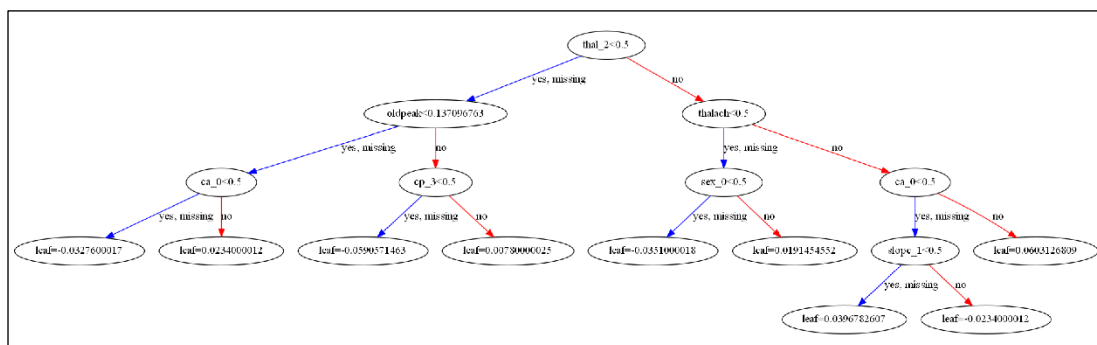 thal_2<0.5
yes, missing
no
oldpeak<0.137096763
thalach<0.5
yes, missing
no
yes, missing
no
ca_0<0.5
cp_3<0.5
sex_0<0.5
ca_0<0.5
yes, missing
no
yes, missing
no
yes, missing
no
yes, missing
no
leaf=-0.0327600017
leaf=0.0234000012
leaf=-0.0590571463
leaf=0.00780000025
leaf=-0.0351000018
leaf=0.0191454552
slope_1<0.5
leaf=0.0603126809
yes, missing
no
leaf=0.0396782607
leaf=-0.0234000012